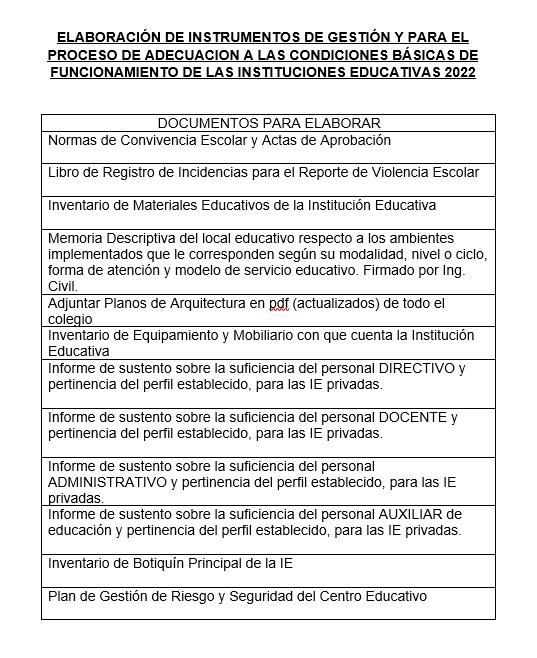 ELABORACIÓN DE INSTRUMENTOS DE GESTIÓN Y PARA EL
PROCESO DE ADECUACION A LAS CONDICIONES BÁSICAS DE
FUNCIONAMIENTO DE LAS INSTITUCIONES EDUCATIVAS 2022
DOCUMENTOS PARA ELABORAR
Normas de Convivencia Escolar y Actas de Aprobación
Libro de Registro de Incidencias para el Reporte de Violencia Escolar
Inventario de Materiales Educativos de la Institución Educativa
Memoria Descriptiva del local educativo respecto a los ambientes
implementados que le corresponden según su modalidad, nivel o ciclo,
forma de atención y modelo de servicio educativo. Firmado por Ing.
Civil.
Adjuntar Planos de Arquitectura en pdf (actualizados) de todo el
colegio
Inventario de Equipamiento y Mobiliario con que cuenta la Institución
Educativa
Informe de sustento sobre la suficiencia del personal DIRECTIVO y
pertinencia del perfil establecido, para las IE privadas.
Informe de sustento sobre la suficiencia del personal DOCENTE y
pertinencia del perfil establecido, para las IE privadas.
Informe de sustento sobre la suficiencia del personal
ADMINISTRATIVO y pertinencia del perfil establecido, para las IE
privadas.
Informe de sustento sobre la suficiencia del personal AUXILIAR de
educación y pertinencia del perfil establecido, para las IE privadas.
Inventario de Botiquín Principal de la IE
Plan de Gestión de Riesgo y Seguridad del Centro Educativo